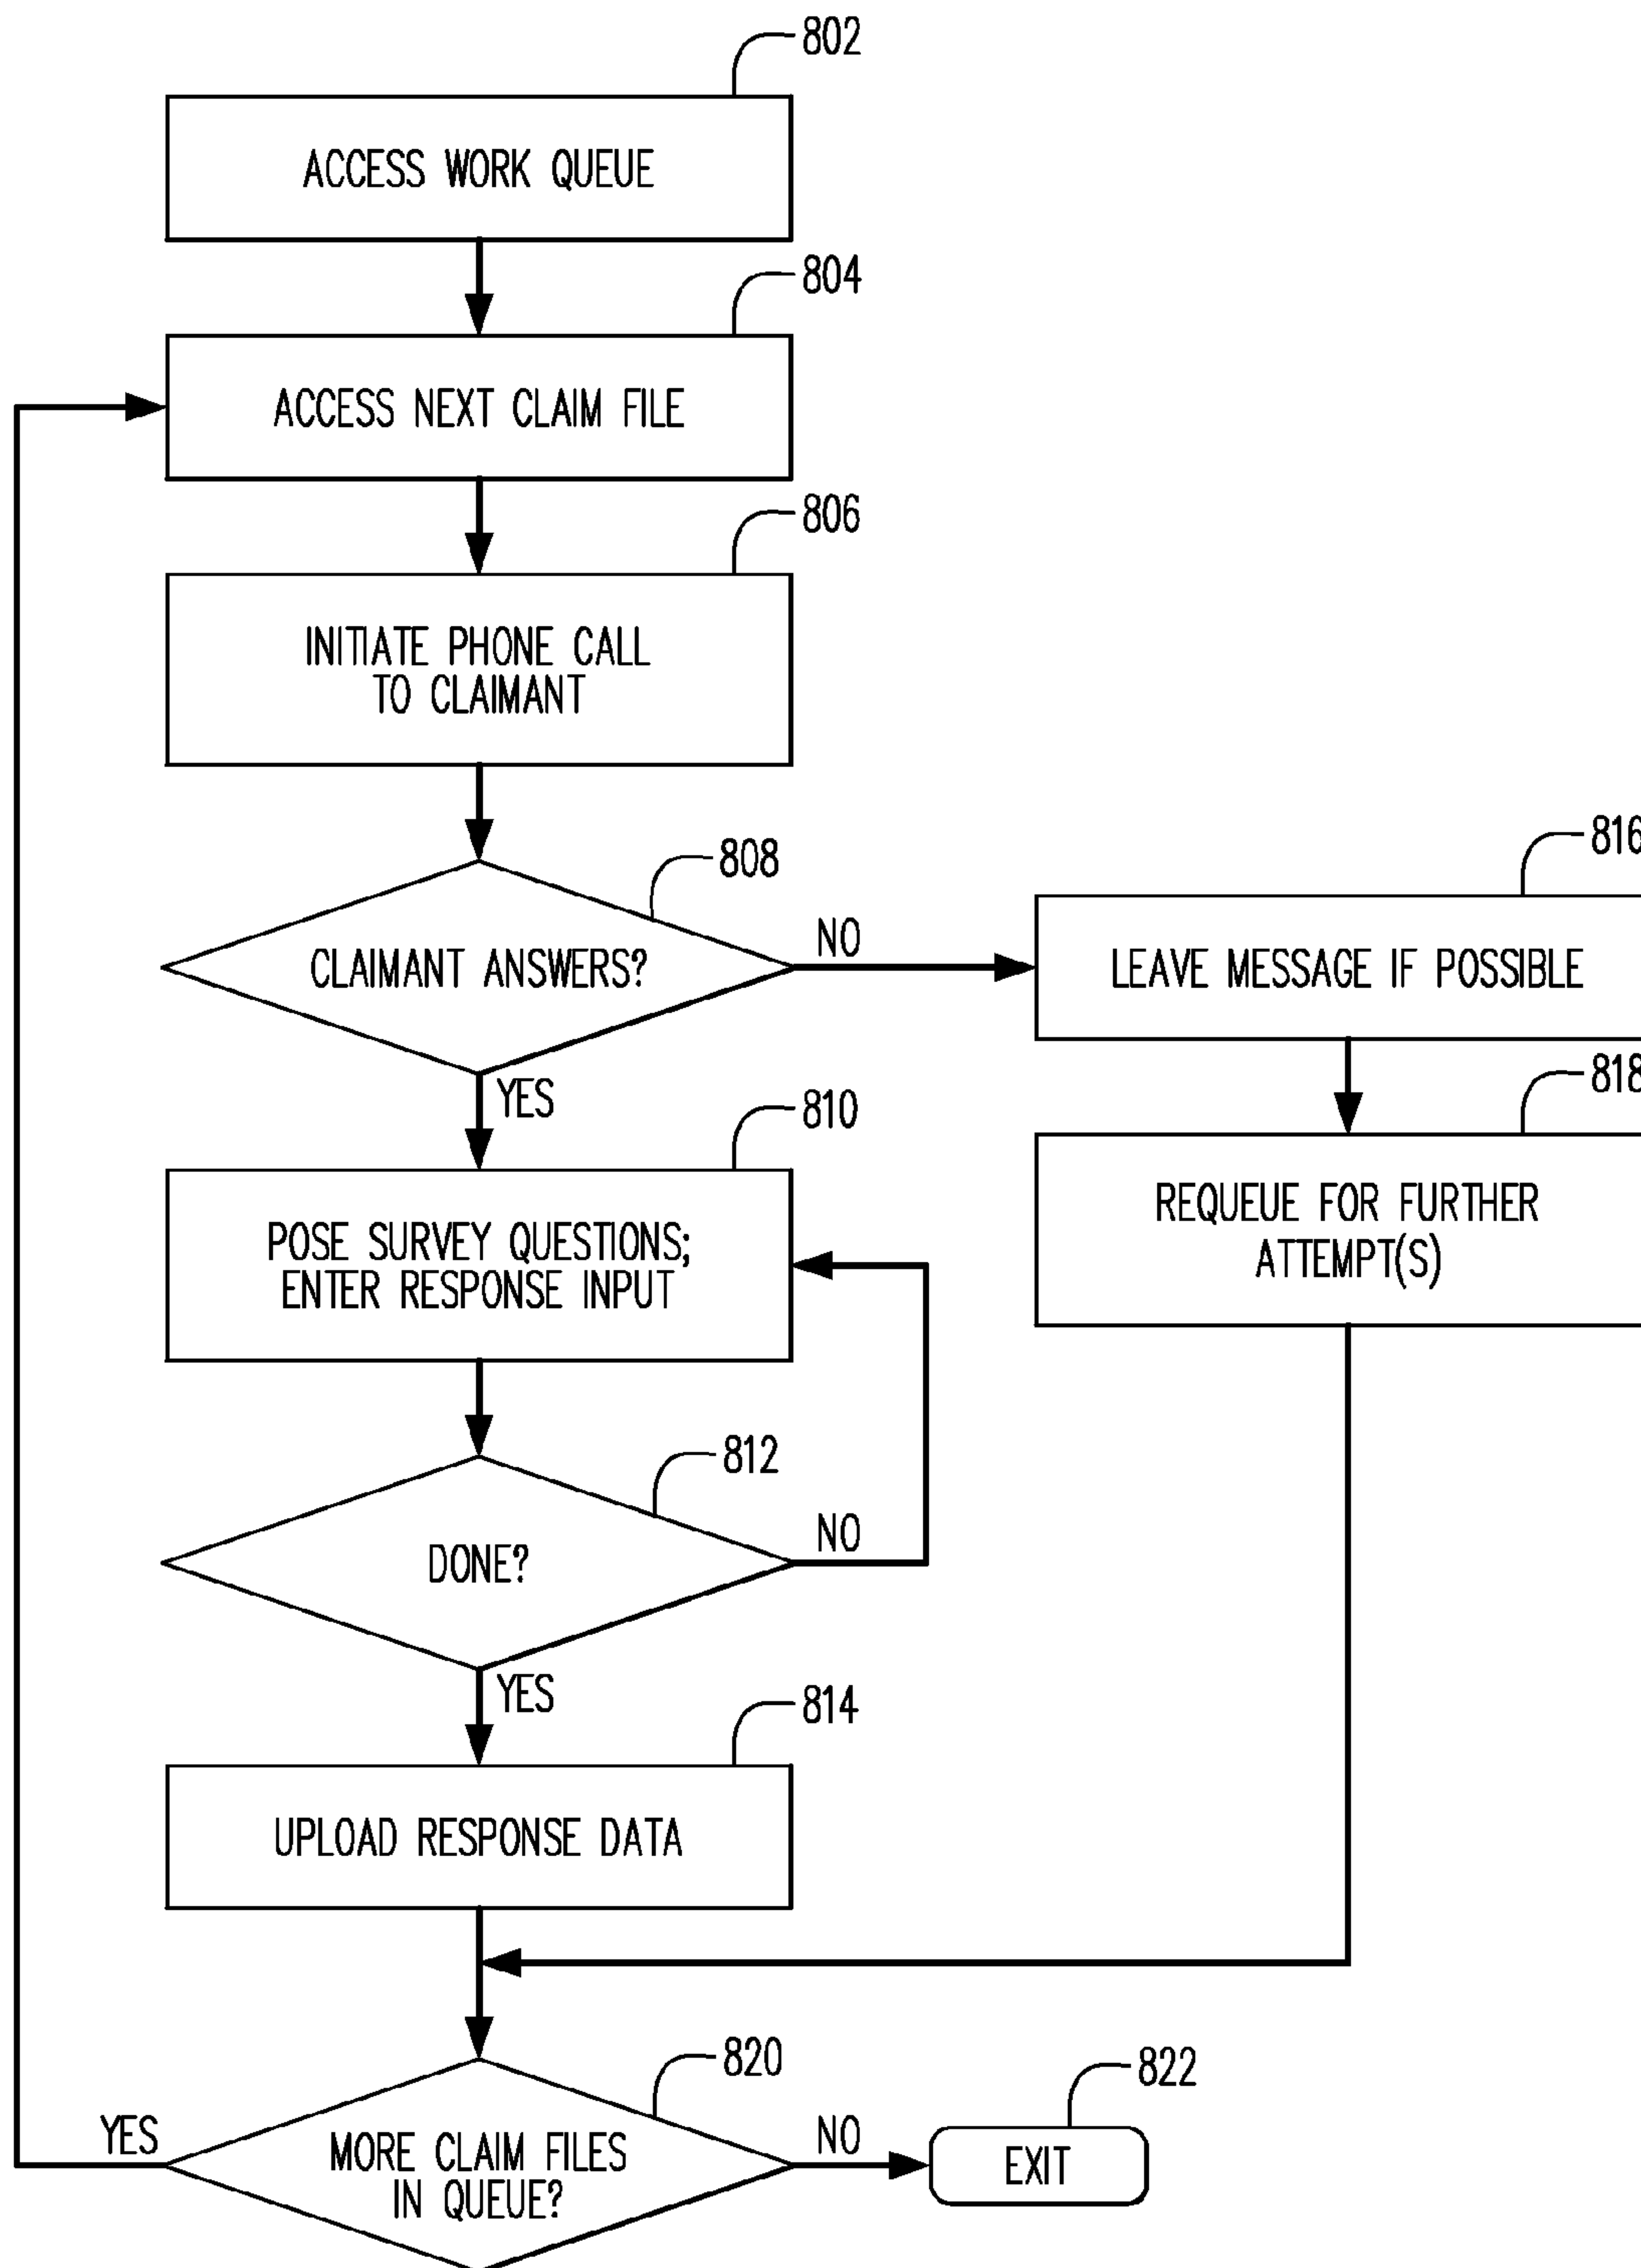 802
ACCESS WORK QUEUE
804
ACCESS NEXT CLAIM FILE
806
INITIATE PHONE CALL
TO CLAIMANT
808
CLAIMANT ANSWERS?
NO
YES
816
LEAVE MESSAGE IF POSSIBLE
818
REQUEUE FOR FURTHER
ATTEMPT(S)
810
POSE SURVEY QUESTIONS;
ENTER RESPONSE INPUT
812
DONE?
NO
YES
814
UPLOAD RESPONSE DATA
820
MORE CLAIM FILES
IN QUEUE?
YES
NO
822
EXIT